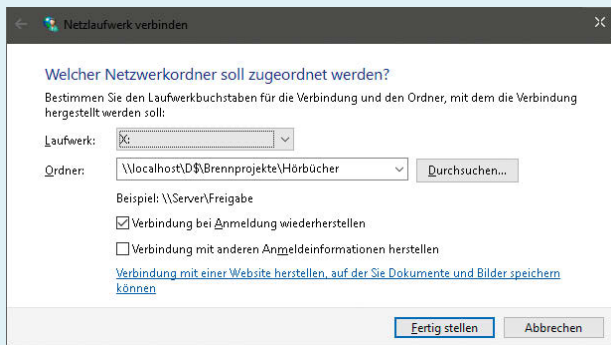 Netzlaufwerk verbinden
Welcher Netzwerkordner soll zugeordnet werden?
Bestimmen Sie den Laufwerkbuchstaben für die Verbindung und den Ordner, mit dem die Verbindung
hergestellt werden soll:
Laufwerk: X:
Ordner: \\localhost\D$\Brennprojekte\Hörbücher Durchsuchen...
Beispiel: \\Server\Freigabe
Verbindung bei Anmeldung wiederherstellen
Verbindung mit anderen Anmeldeinformationen herstellen
Verbindung mit einer Website herstellen, auf der Sie Dokumente und Bilder speichern
können
Fertig stellen Abbrechen